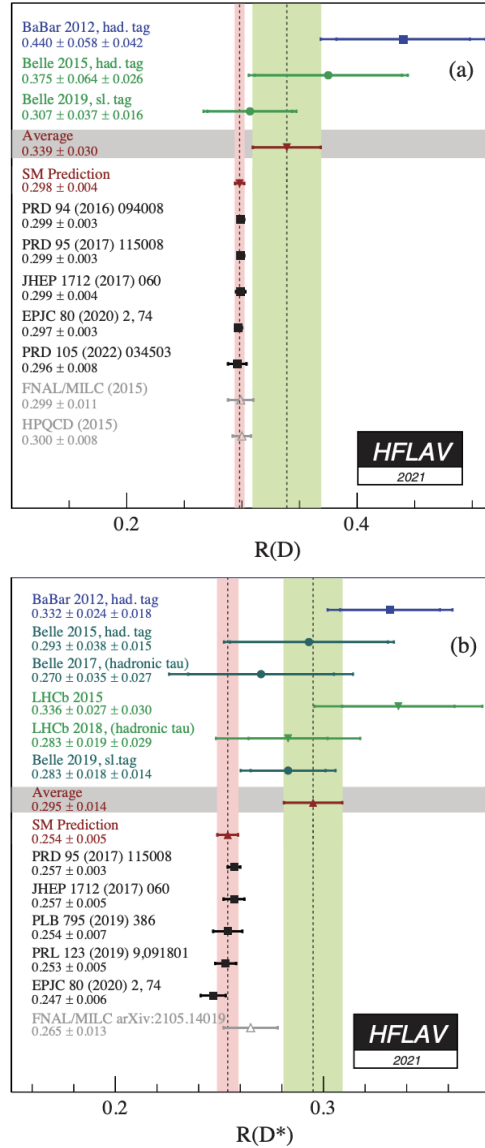 BaBar 2012, had. tag
0.440 ± 0.058 ± 0.042
(a)
Belle 2015, had. tag
0.375 ± 0.064 ± 0.026
Belle 2019, sl. tag
0.307 ± 0.037 ± 0.016
Average
0.339 ± 0.030
SM Prediction
0.298 ± 0.004
PRD 94 (2016) 094008
0.299 ± 0.003
PRD 95 (2017) 115008
0.299 ± 0.003
JHEP 1712 (2017) 060
0.299 ± 0.004
EPJC 80 (2020) 2, 74
0.297 ± 0.003
PRD 105 (2022) 034503
0.296 ± 0.008
FNAL/MILC (2015)
0.299 ± 0.011
HPQCD (2015)
0.300 ± 0.008
HFLAV
2021
0.2 0.4
R(D)
BaBar 2012, had. tag
0.332 ± 0.024 ± 0.018
(b)
Belle 2015, had. tag
0.293 ± 0.038 ± 0.015
Belle 2017, (hadronic tau)
0.270 ± 0.035 ± 0.027
LHCb 2015
0.336 ± 0.027 ± 0.030
LHCb 2018, (hadronic tau)
0.283 ± 0.019 ± 0.029
Belle 2019, sl.tag
0.283 ± 0.018 ± 0.014
Average
0.295 ± 0.014
SM Prediction
0.254 ± 0.005
PRD 95 (2017) 115008
0.257 ± 0.003
JHEP 1712 (2017) 060
0.257 ± 0.005
PLB 795 (2019) 386
0.254 ± 0.007
PRL 123 (2019) 9,091801
0.253 ± 0.005
EPJC 80 (2020) 2, 74
0.247 ± 0.006
FNAL/MILC arXiv:2105.14019
0.265 ± 0.013
HFLAV
2021
0.2 0.3
R(D*)